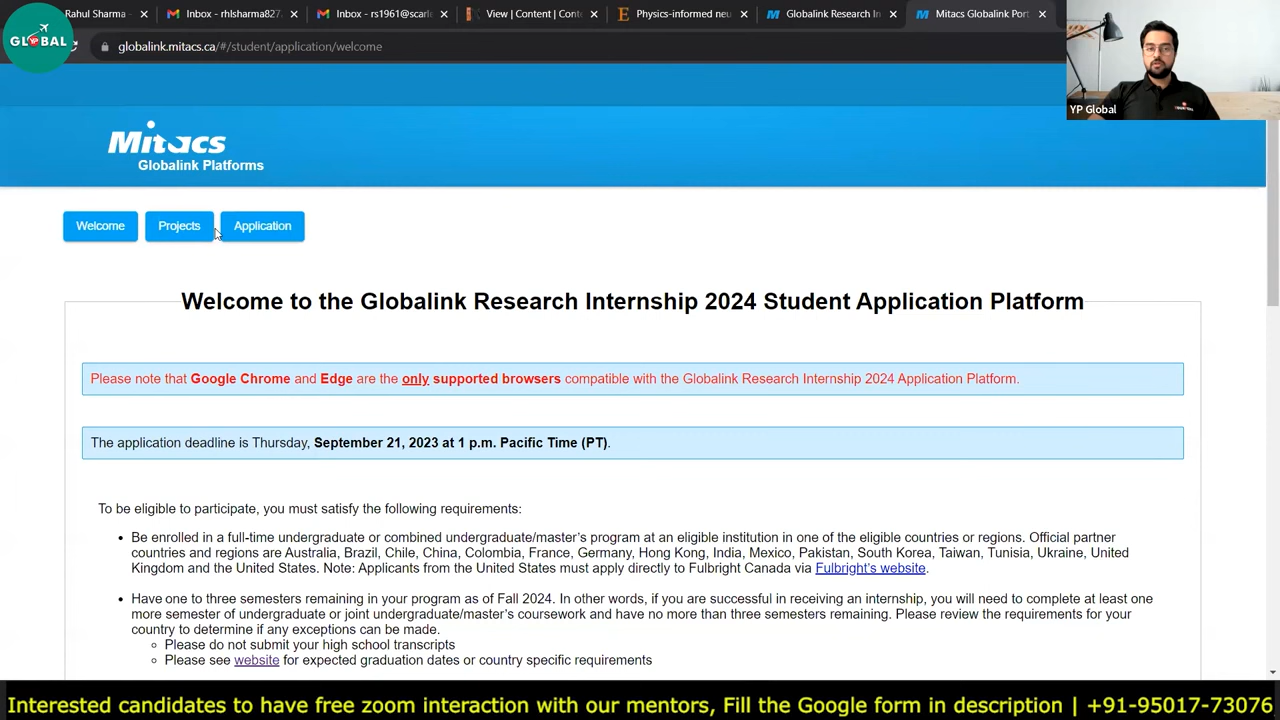 Rahul Sharma -
Inbox - rhlsharma827
Inbox - rs1961@scarle
View | Content | Conte
Physics-informed neu
Globalink Research In
Mitacs Globalink Port
GLOBAL
globalink.mitacs.ca/#/student/application/welcome
YP Global
Mitacs
Globalink Platforms
Welcome
Projects
Application
Welcome to the Globalink Research Internship 2024 Student Application Platform
Please note that Google Chrome and Edge are the only supported browsers compatible with the Globalink Research Internship 2024 Application Platform.
The application deadline is Thursday, September 21, 2023 at 1 p.m. Pacific Time (PT).
To be eligible to participate, you must satisfy the following requirements:
• Be enrolled in a full-time undergraduate or combined undergraduate/master's program at an eligible institution in one of the eligible countries or regions. Official partner
countries and regions are Australia, Brazil, Chile, China, Colombia, France, Germany, Hong Kong, India, Mexico, Pakistan, South Korea, Taiwan, Tunisia, Ukraine, United
Kingdom and the United States. Note: Applicants from the United States must apply directly to Fulbright Canada via Fulbright's website.
• Have one to three semesters remaining in your program as of Fall 2024. In other words, if you are successful in receiving an internship, you will need to complete at least one
more semester of undergraduate or joint undergraduate/master's coursework and have no more than three semesters remaining. Please review the requirements for your
country to determine if any exceptions can be made.
◦ Please do not submit your high school transcripts
◦ Please see website for expected graduation dates or country specific requirements
Interested candidates to have free zoom interaction with our mentors, Fill the Google form in description | +91-95017-73076